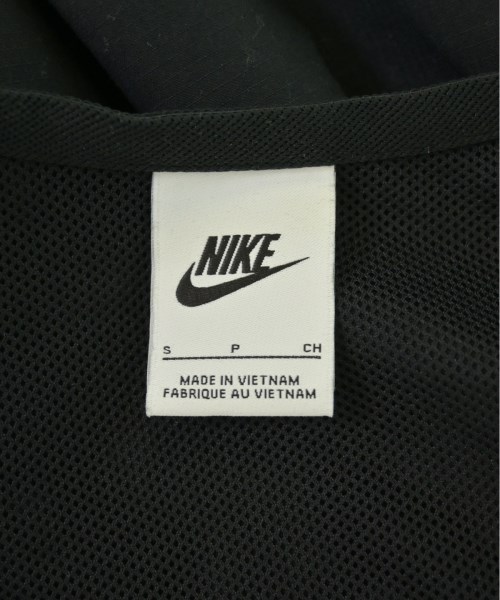 NIKE
S P CH
MADE IN VIETNAM
FABRIQUE AU VIETNAM